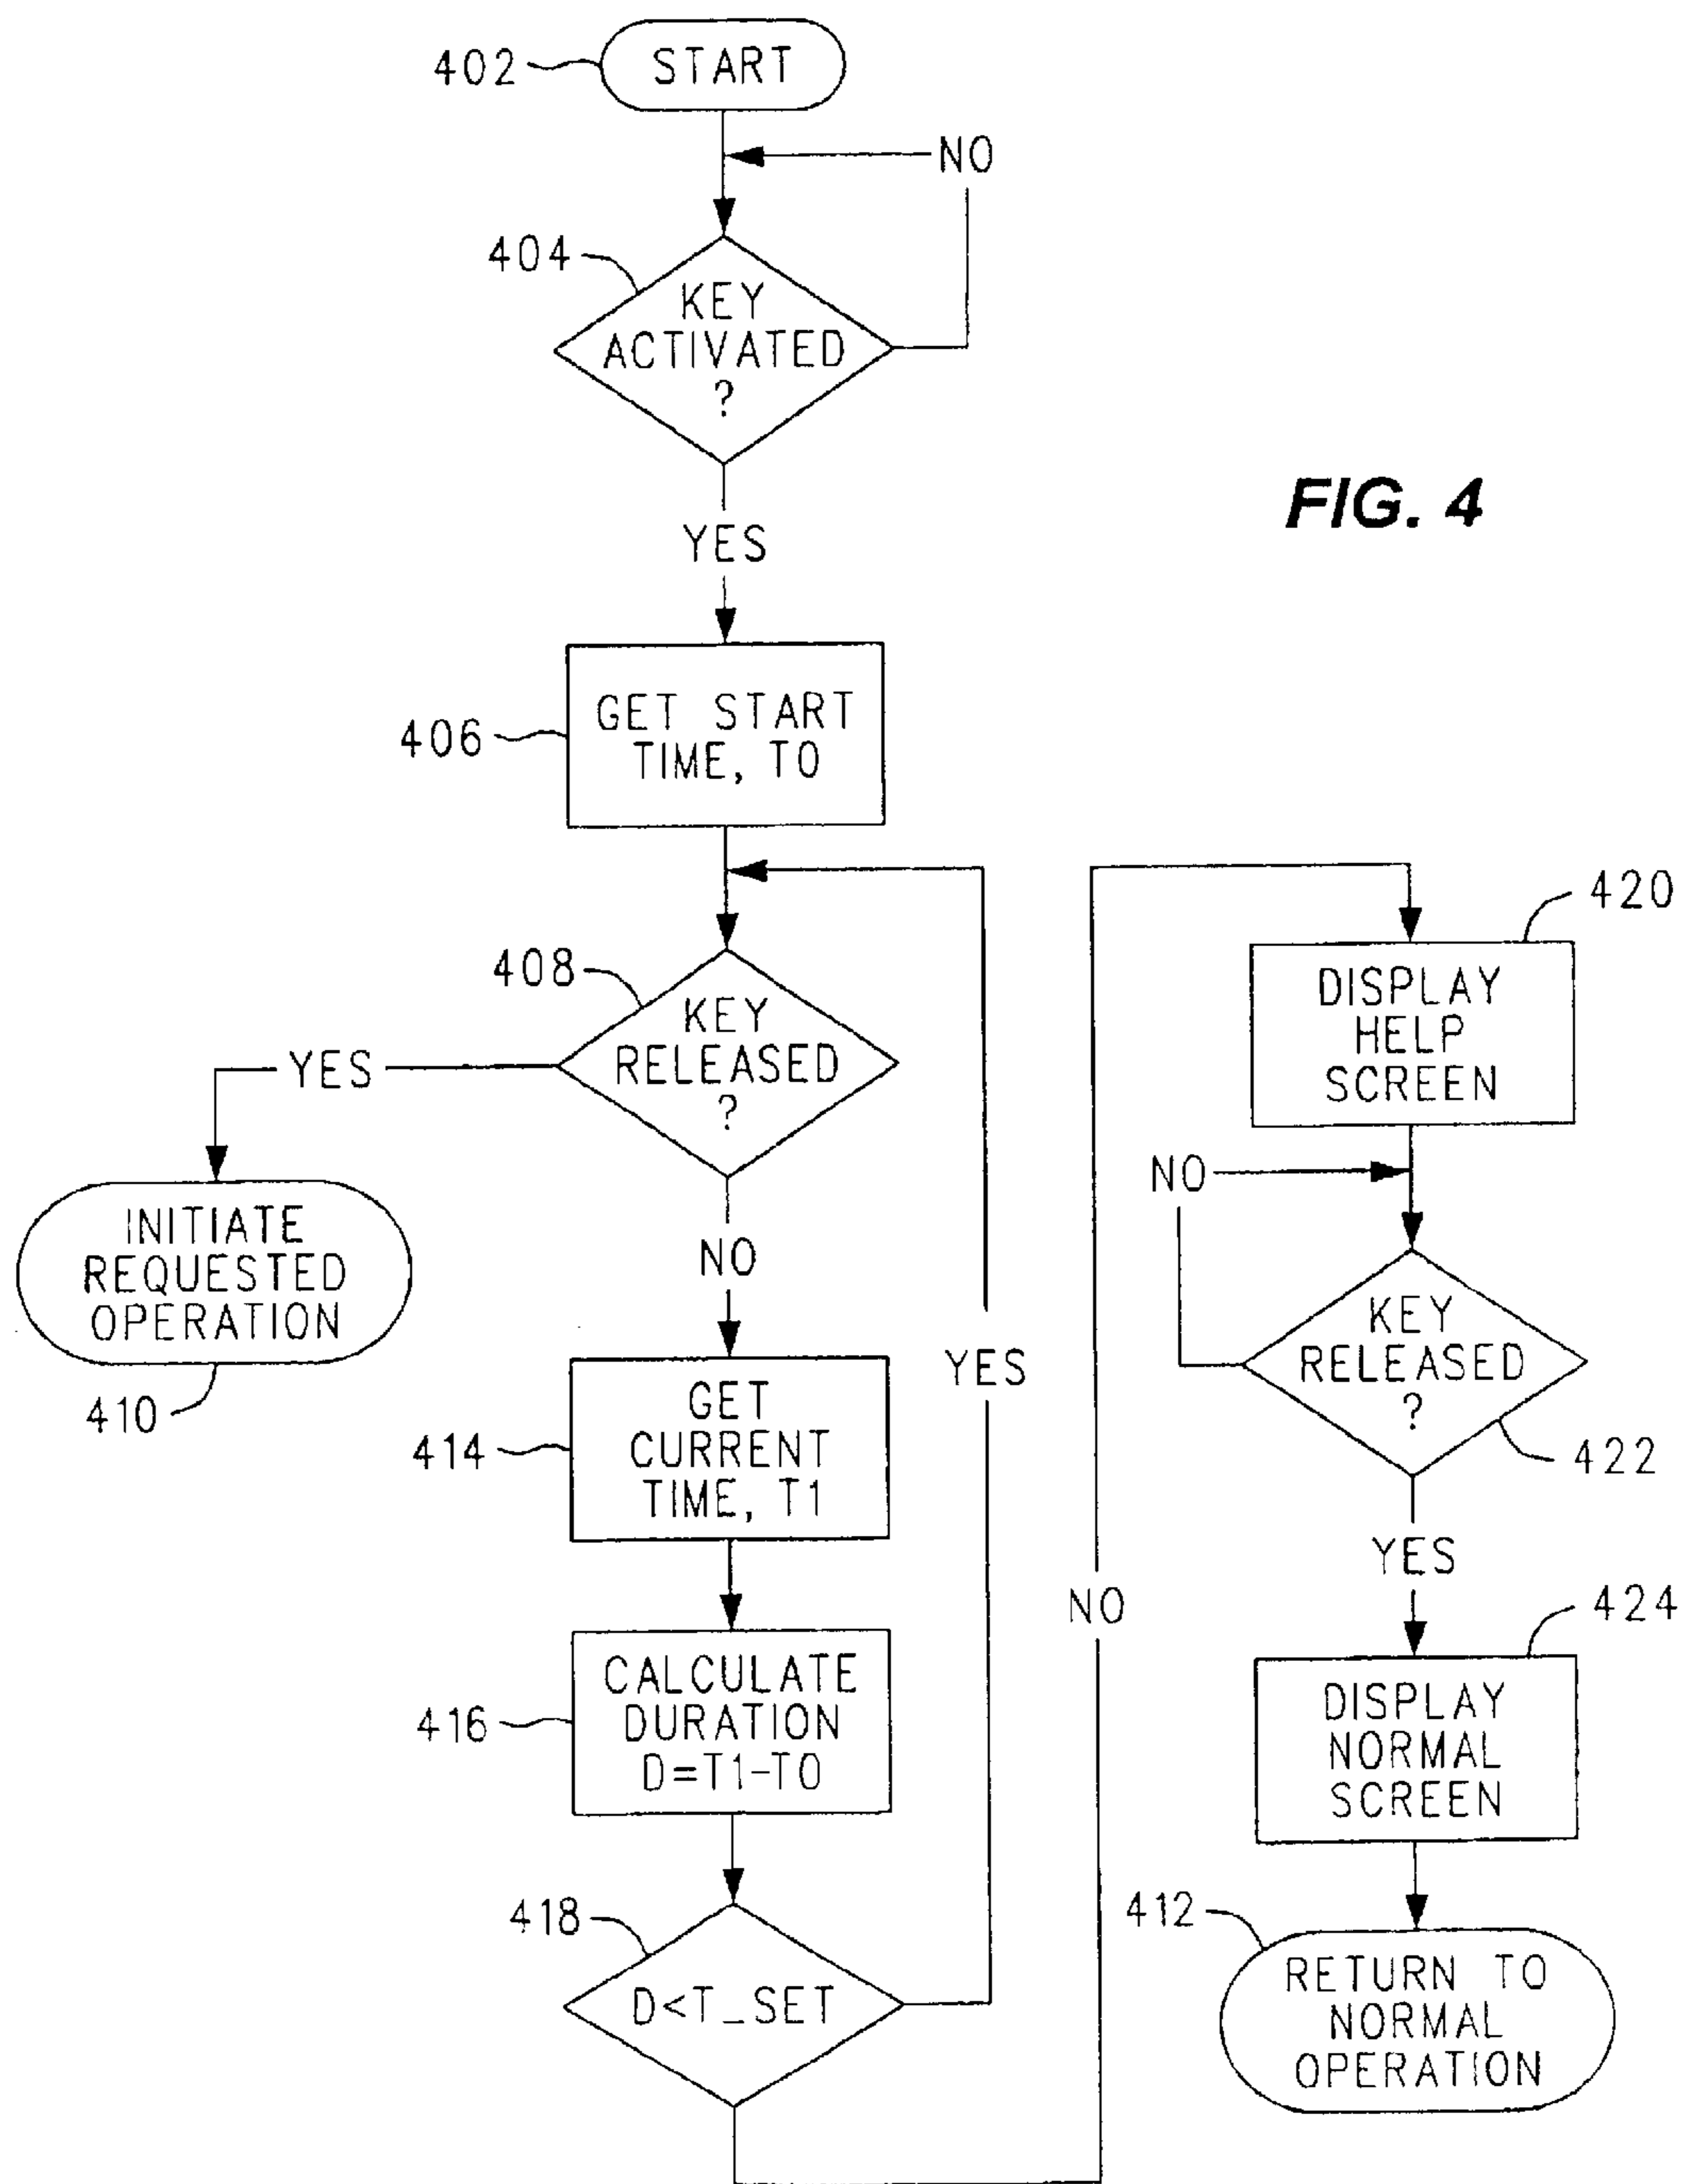 402
START
NO
404
KEY
ACTIVATED
?
YES
FIG. 4
406
GET START
TIME, T0
408
KEY
RELEASED
?
YES
INITIATE
REQUESTED
OPERATION
410
NO
414
GET
CURRENT
TIME, T1
YES
416
CALCULATE
DURATION
D=T1-T0
418
D<T_SET
NO
420
DISPLAY
HELP
SCREEN
NO
KEY
RELEASED
?
422
YES
424
DISPLAY
NORMAL
SCREEN
412
RETURN TO
NORMAL
OPERATION